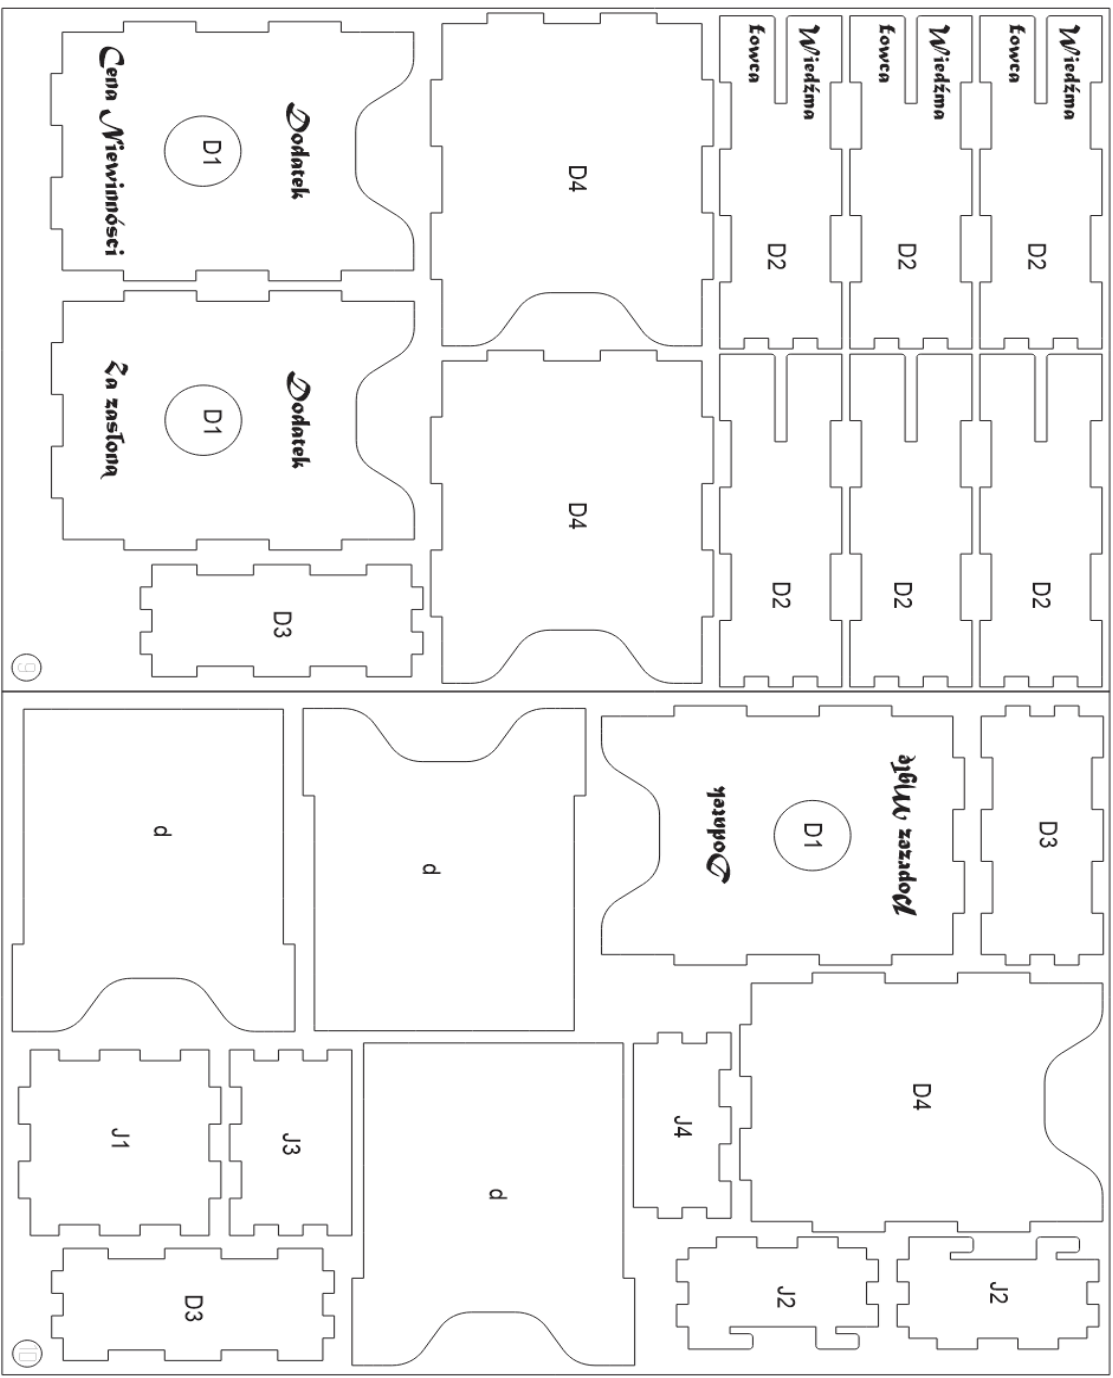 Wiedźma
Łowca
D2
Wiedźma
Łowca
D2
Wiedźma
Łowca
D2
D2
D2
D2
D4
D4
Dodatek
D1
Cena Niewinności
Dodatek
D1
Za zasłoną
D3
9
D3
Dodatek
D1
Poprzez Mgłę
d
d
D4
J4
J1
J3
d
J2
J2
D3
10